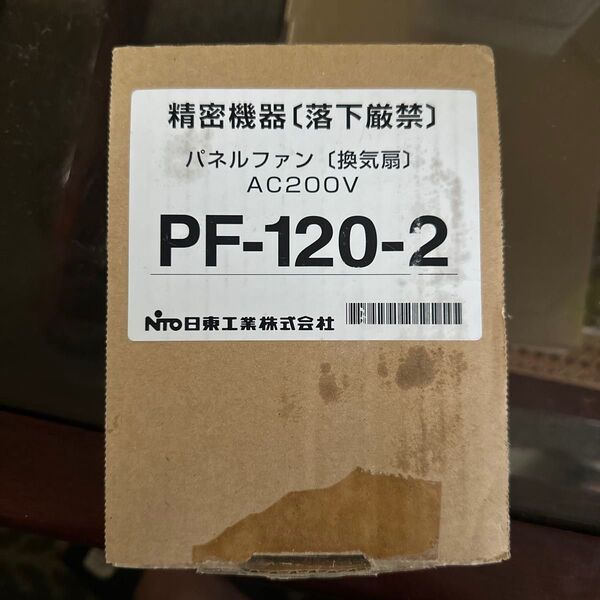 精密機器〔落下厳禁〕
パネルファン〔換気扇〕
AC200V
PF-120-2
NITO日東工業株式会社